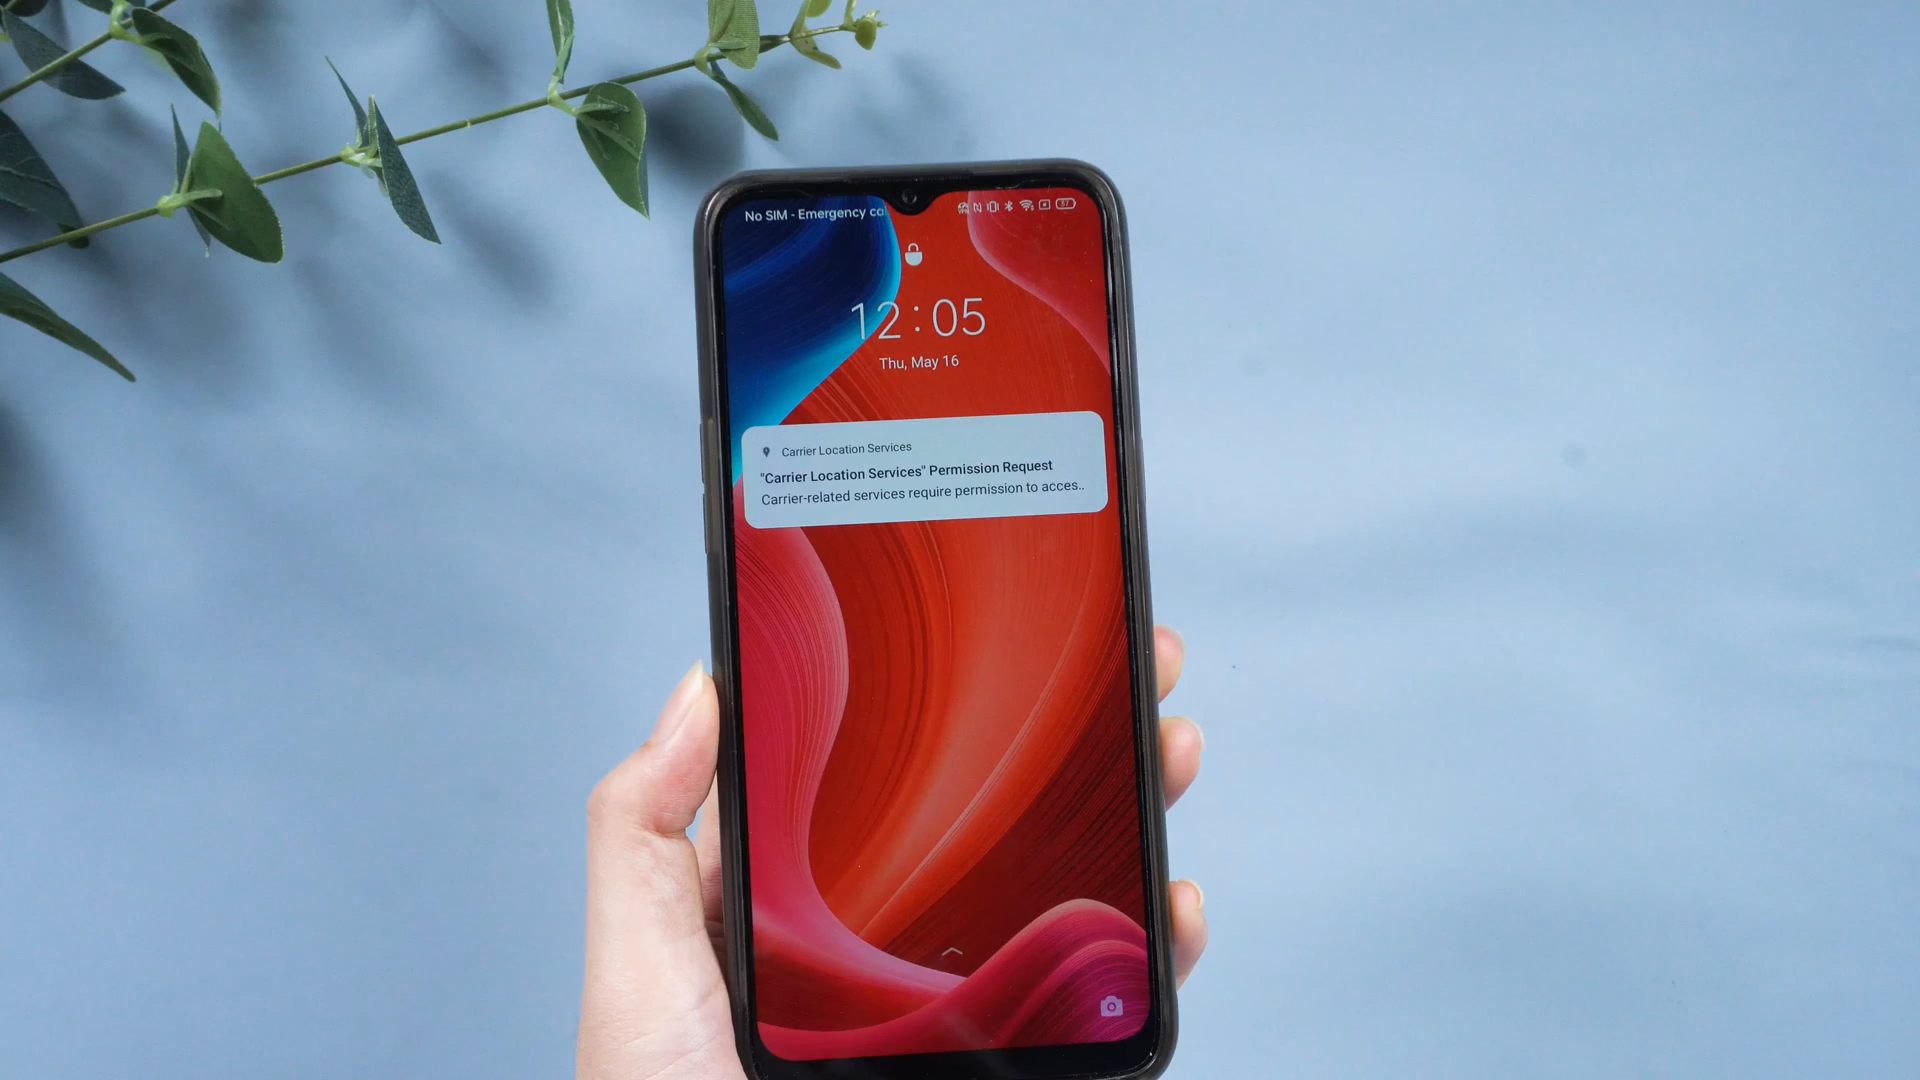 No SIM - Emergency ca
37
12:05
Thu, May 16
Carrier Location Services
"Carrier Location Services" Permission Request
Carrier-related services require permission to acces..